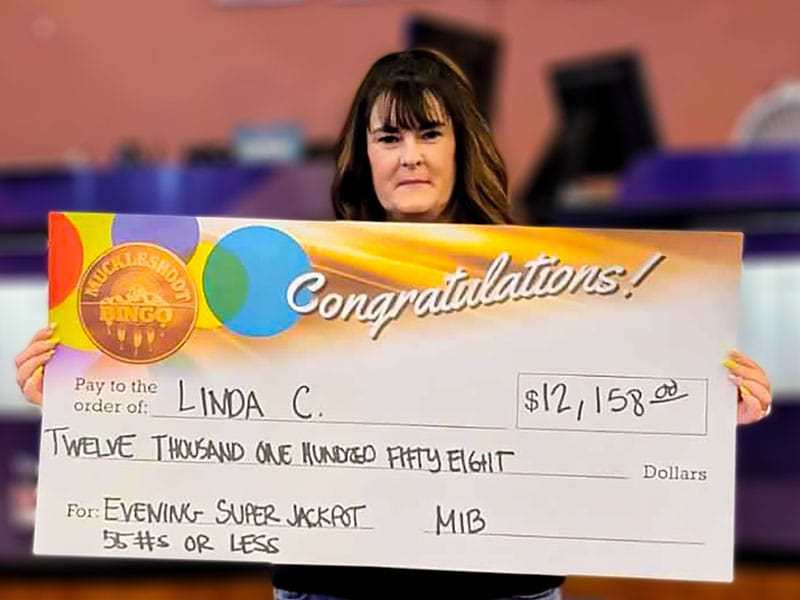 MUCKLESHOOT
BINGO
Congratulations!
Pay to the
order of: LINDA C.
$12,158 00
TWELVE THOUSAND ONE HUNDRED FIFTY EIGHT Dollars
For: EVENING SUPER JACKPOT MIB
55 #s OR LESS